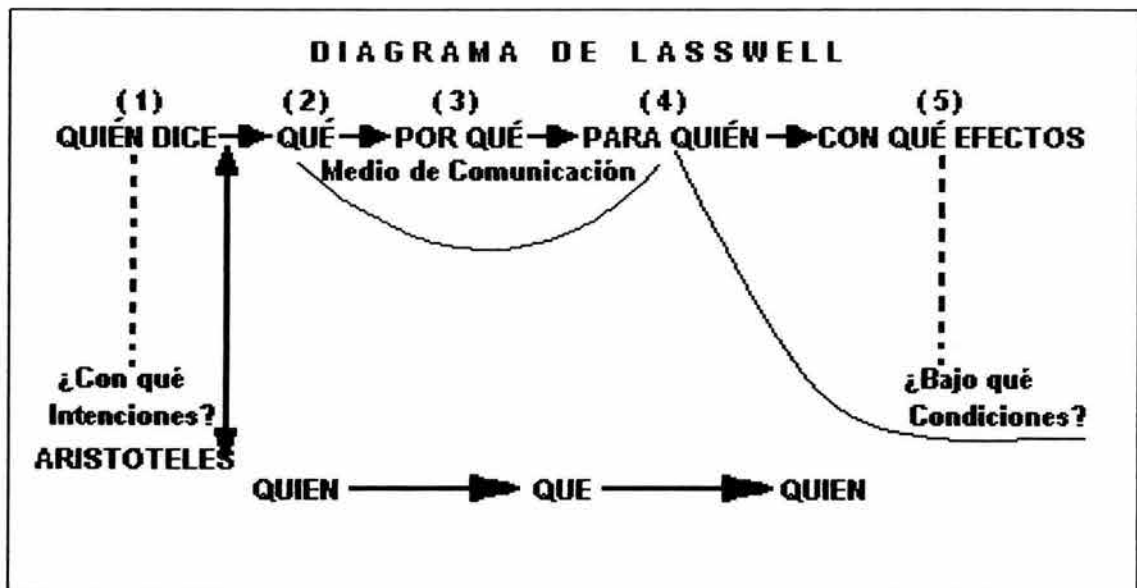 DIAGRAMA DE LASSWELL
(1) (2) (3) (4) (5)
QUIÉN DICE QUÉ POR QUÉ PARA QUIÉN CON QUÉ EFECTOS
Medio de Comunicación
¿Con qué ¿Bajo qué
Intenciones? Condiciones?
ARISTOTELES
QUIEN QUE QUIEN